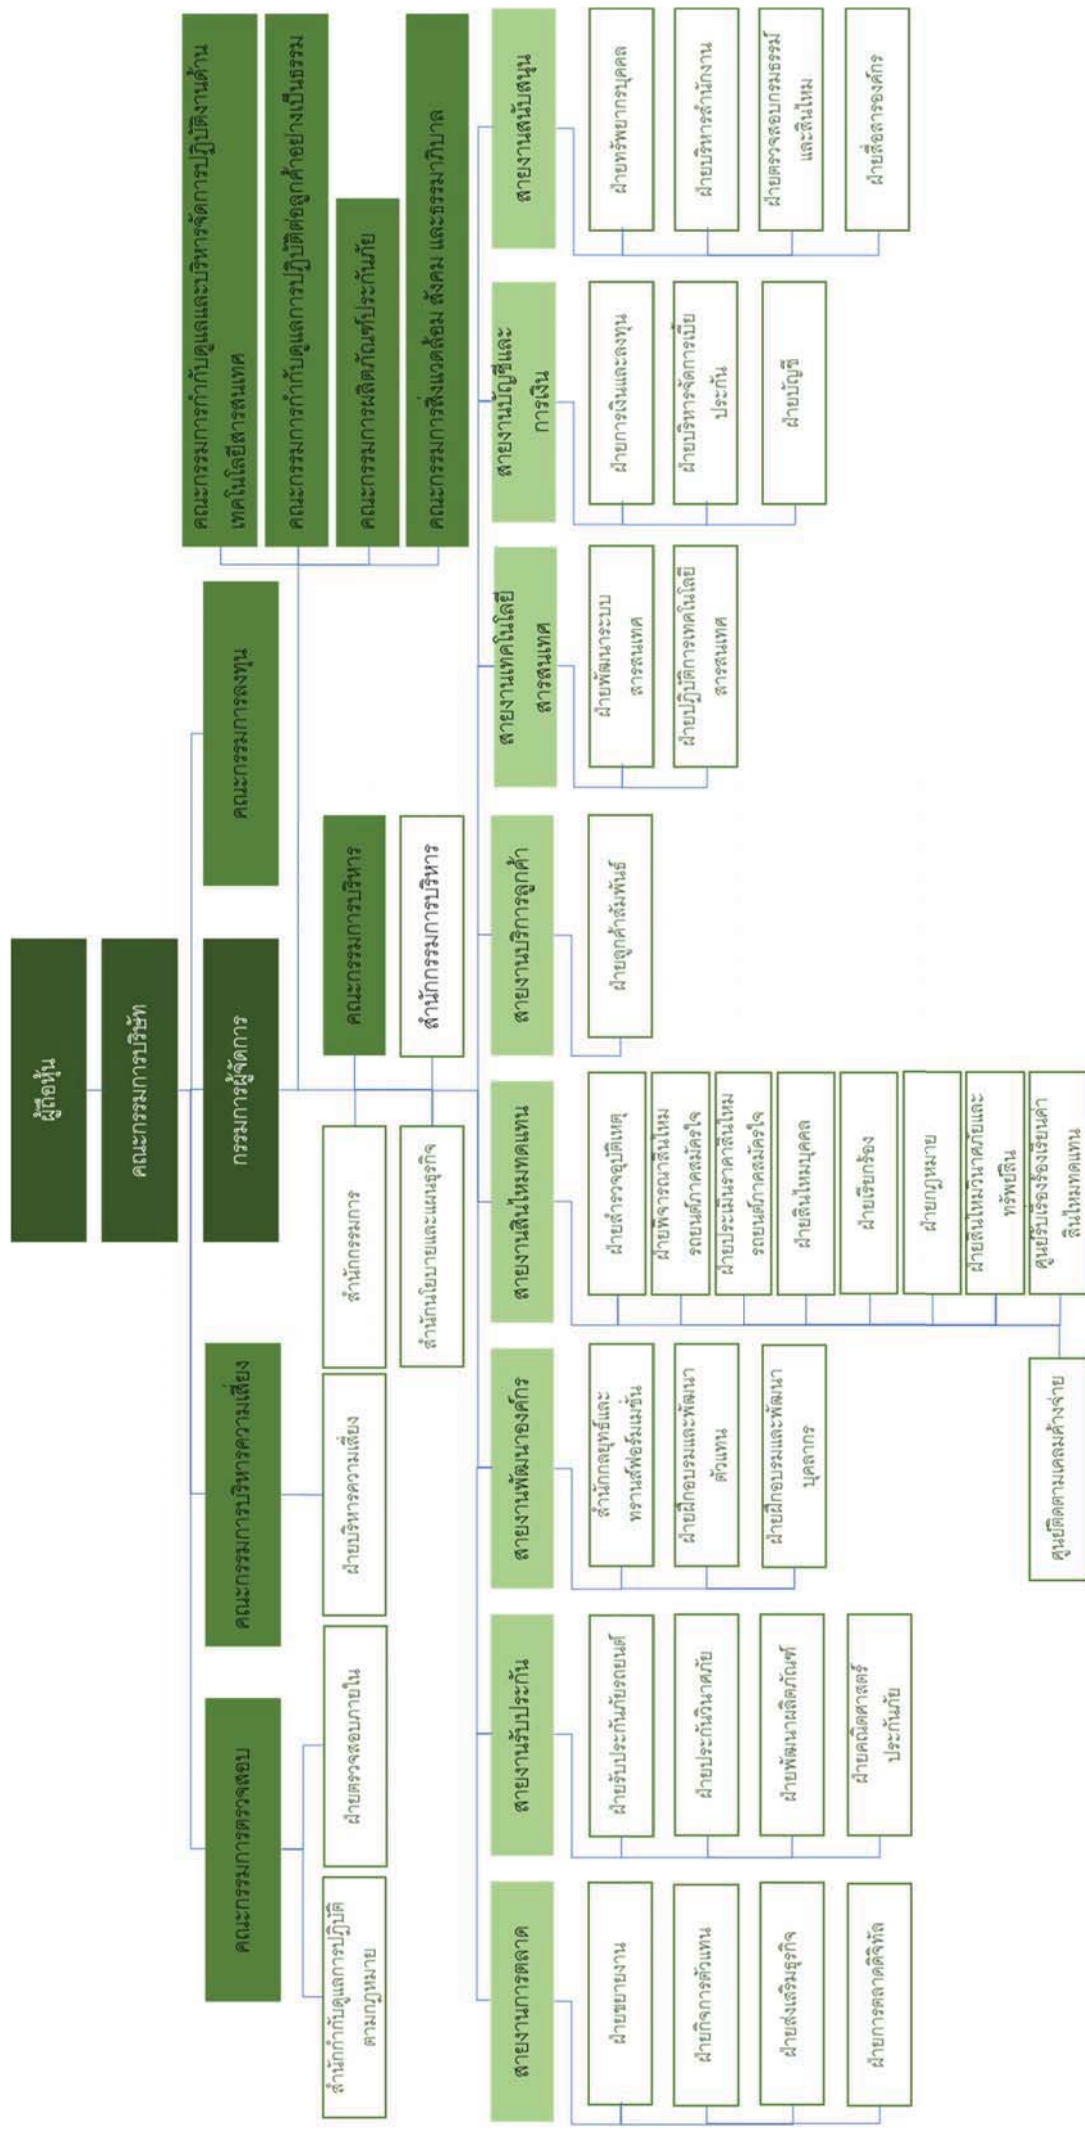 ผู้ถือหุ้น
คณะกรรมการบริษัท
คณะกรรมการตรวจสอบ
คณะกรรมการบริหารความเสี่ยง
กรรมการผู้จัดการ
คณะกรรมการลงทุน
คณะกรรมการกำกับดูแลและบริหารจัดการปฏิบัติงานด้าน
เทคโนโลยีสารสนเทศ
คณะกรรมการกำกับดูแลการปฏิบัติต่อลูกค้าอย่างเป็นธรรม
คณะกรรมการผลิตภัณฑ์ประกันภัย
คณะกรรมการสิ่งแวดล้อม สังคม และธรรมาภิบาล
สำนักกำกับดูแลการปฏิบัติ
ตามกฎหมาย
ฝ่ายตรวจสอบภายใน
ฝ่ายบริหารความเสี่ยง
สำนักกรรมการ
คณะกรรมการบริหาร
สำนักนโยบายและแผนธุรกิจ
สำนักกรรมการบริหาร
สายงานการตลาด
ฝ่ายขยายงาน
ฝ่ายกิจการตัวแทน
ฝ่ายส่งเสริมธุรกิจ
ฝ่ายการตลาดดิจิทัล
สายงานรับประกัน
ฝ่ายรับประกันภัยรถยนต์
ฝ่ายประกันวินาศภัย
ฝ่ายพัฒนาผลิตภัณฑ์
ฝ่ายคณิตศาสตร์
ประกันภัย
สายงานพัฒนาองค์กร
สำนักกลยุทธ์และ
ทรานส์ฟอร์มเมชั่น
ฝ่ายฝึกอบรมและพัฒนา
ตัวแทน
ฝ่ายฝึกอบรมและพัฒนา
บุคลากร
สายงานสินไหมทดแทน
ฝ่ายสำรวจอุบัติเหตุ
ฝ่ายพิจารณาสินไหม
รถยนต์ภาคสมัครใจ
ฝ่ายประเมินราคาสินไหม
รถยนต์ภาคสมัครใจ
ฝ่ายสินไหมบุคคล
ฝ่ายเรียกร้อง
ฝ่ายกฎหมาย
ฝ่ายสินไหมวินาศภัยและ
ทรัพย์สิน
ศูนย์รับเรื่องร้องเรียนค่า
สินไหมทดแทน
ศูนย์ติดตามเคลมค้างจ่าย
สายงานบริการลูกค้า
ฝ่ายลูกค้าสัมพันธ์
สายงานเทคโนโลยี
สารสนเทศ
ฝ่ายพัฒนาระบบ
สารสนเทศ
ฝ่ายปฏิบัติการเทคโนโลยี
สารสนเทศ
สายงานบัญชีและ
การเงิน
ฝ่ายการเงินและลงทุน
ฝ่ายบริหารจัดการเบี้ย
ประกัน
ฝ่ายบัญชี
สายงานสนับสนุน
ฝ่ายทรัพยากรบุคคล
ฝ่ายบริหารสำนักงาน
ฝ่ายตรวจสอบกรมธรรม์
และสินไหม
ฝ่ายสื่อสารองค์กร